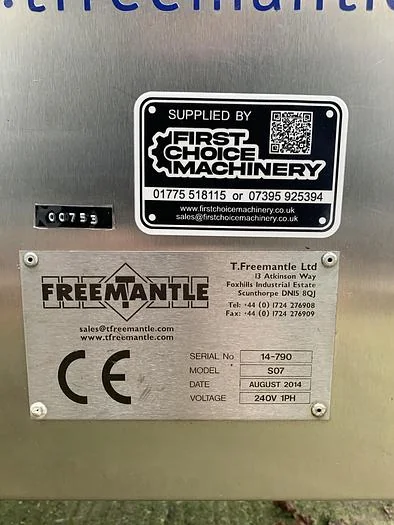 .tfreemantle
SUPPLIED BY
FIRST
CHOICE
MACHINERY
01775 518115 or 07395 925394
www.firstchoicemachinery.co.uk
sales@firstchoicemachinery.co.uk
00753
FREEMANTLE
T.Freemantle Ltd
13 Atkinson Way
Foxhills Industrial Estate
Scunthorpe DN15 8QJ
Tel: +44 (0) 1724 276908
Fax: +44 (0) 1724 276909
sales@tfreemantle.com
www.tfreemantle.com
CE
SERIAL No 14-790
MODEL S07
DATE AUGUST 2014
VOLTAGE 240V 1PH